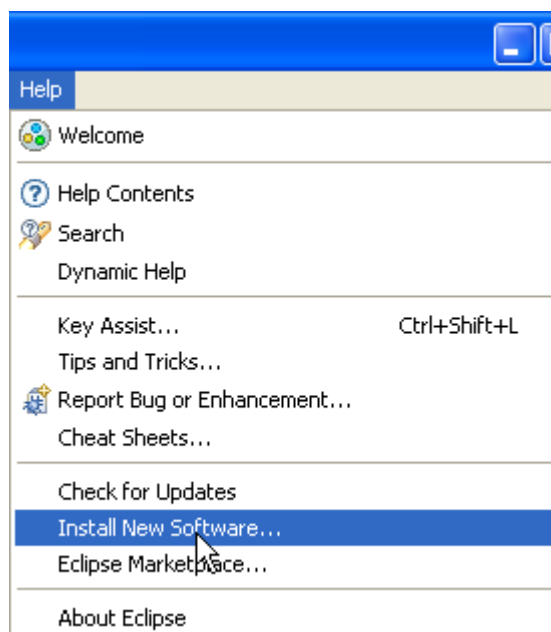 Help
Welcome
Help Contents
Search
Dynamic Help
Key Assist... Ctrl+Shift+L
Tips and Tricks...
Report Bug or Enhancement...
Cheat Sheets...
Check for Updates
Install New Software...
Eclipse Marketplace...
About Eclipse